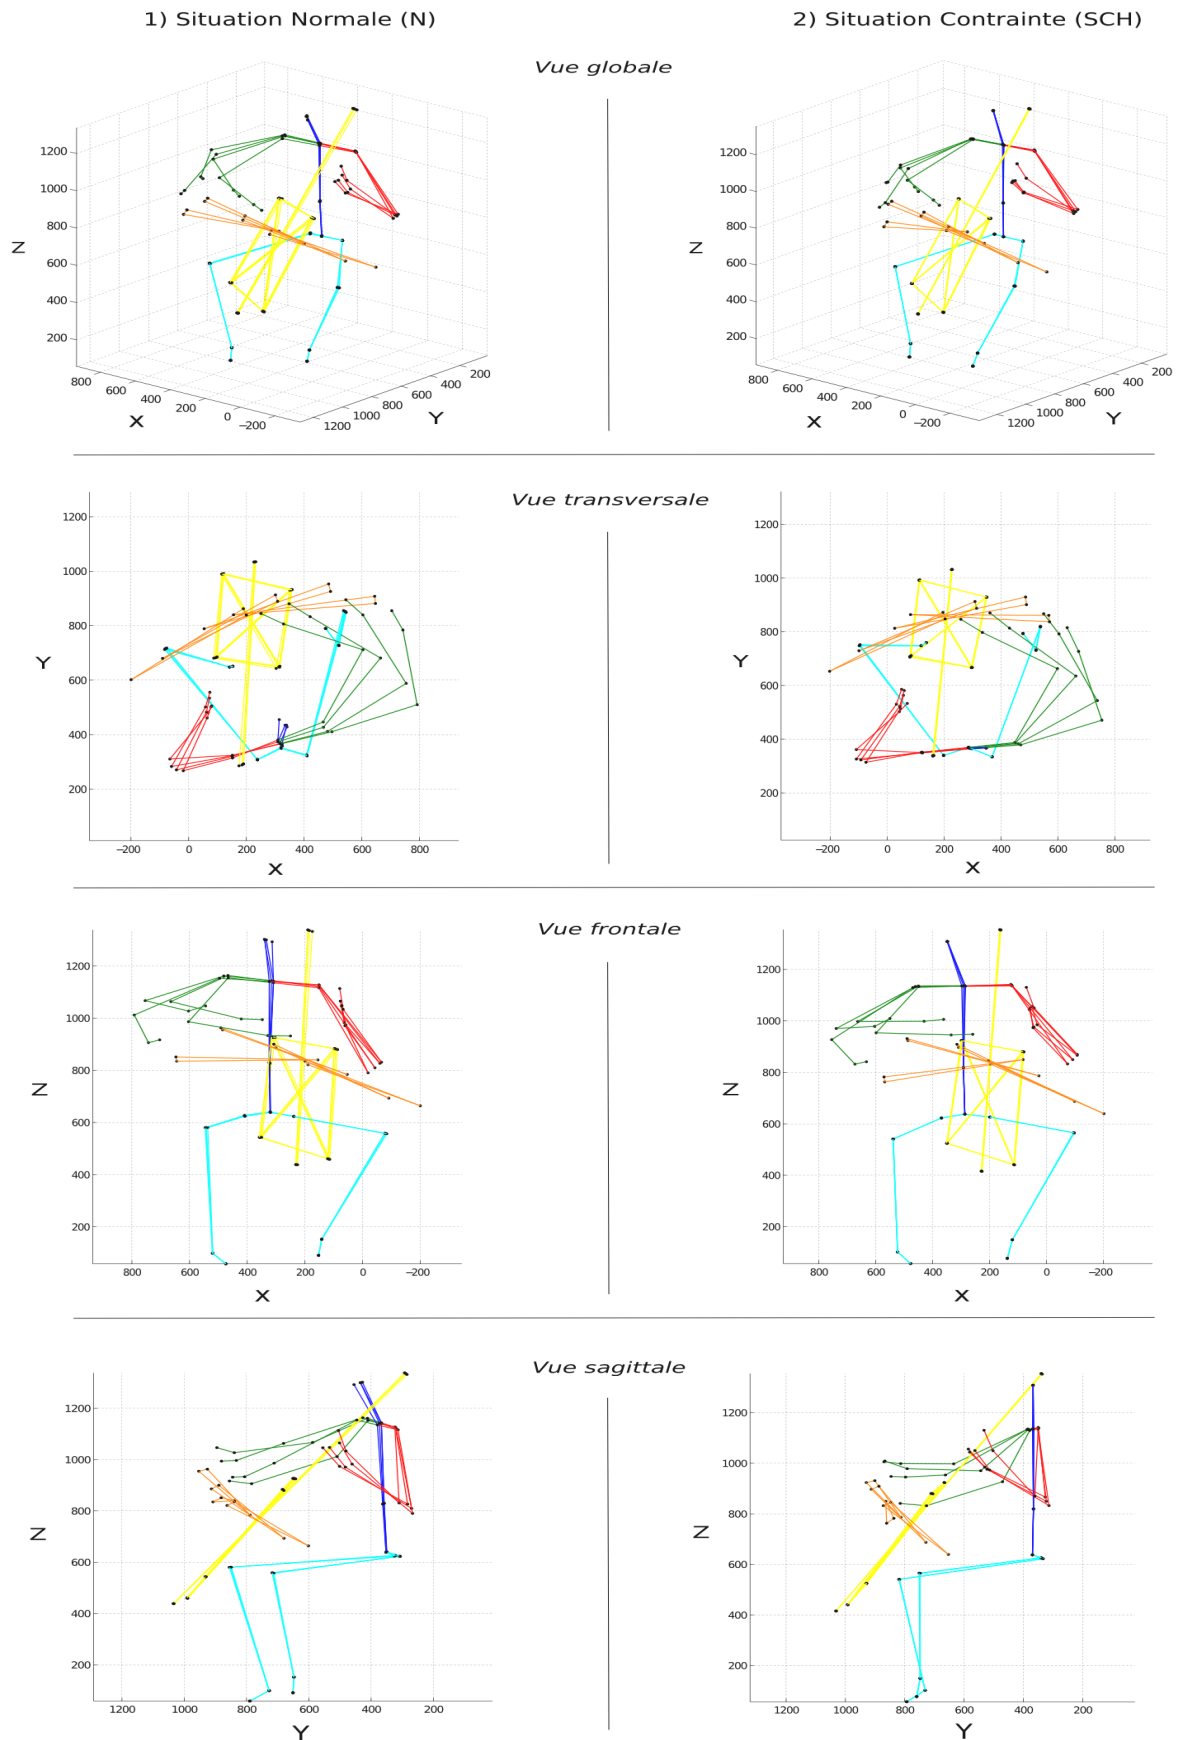 1) Situation Normale (N)
2) Situation Contrainte (SCH)
Vue globale
1200
1000
800
600
400
200
Z
800
600
400
200
0
−200
X
1200
1000
800
600
400
200
Y
1200
1000
800
600
400
200
Z
800
600
400
200
0
−200
X
1200
1000
800
600
400
200
Y
Vue transversale
1200
1000
800
600
400
200
Y
−200 0 200 400 600 800
X
1200
1000
800
600
400
200
Y
−200 0 200 400 600 800
X
Vue frontale
1200
1000
800
600
400
200
N
800 600 400 200 0 −200
X
1200
1000
800
600
400
200
N
800 600 400 200 0 −200
X
Vue sagittale
1200
1000
800
600
400
200
N
1200 1000 800 600 400 200
Y
1200
1000
800
600
400
200
N
1200 1000 800 600 400 200
Y